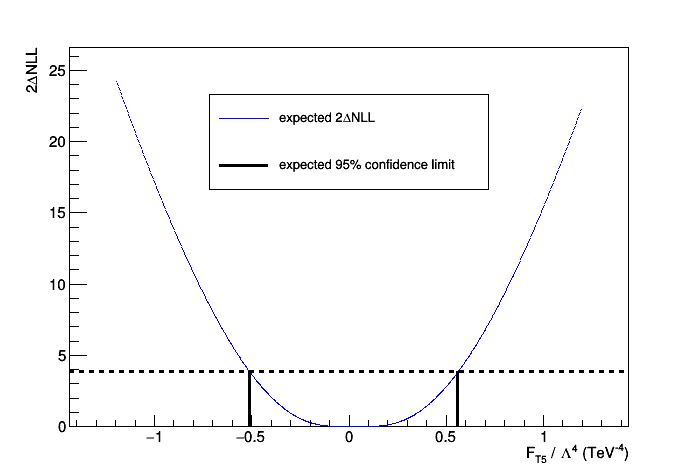 2ΔNLL
25
20
15
10
5
0
expected 2ΔNLL
expected 95% confidence limit
−1 −0.5 0 0.5 1
F_T5 / Λ^4 (TeV^-4)